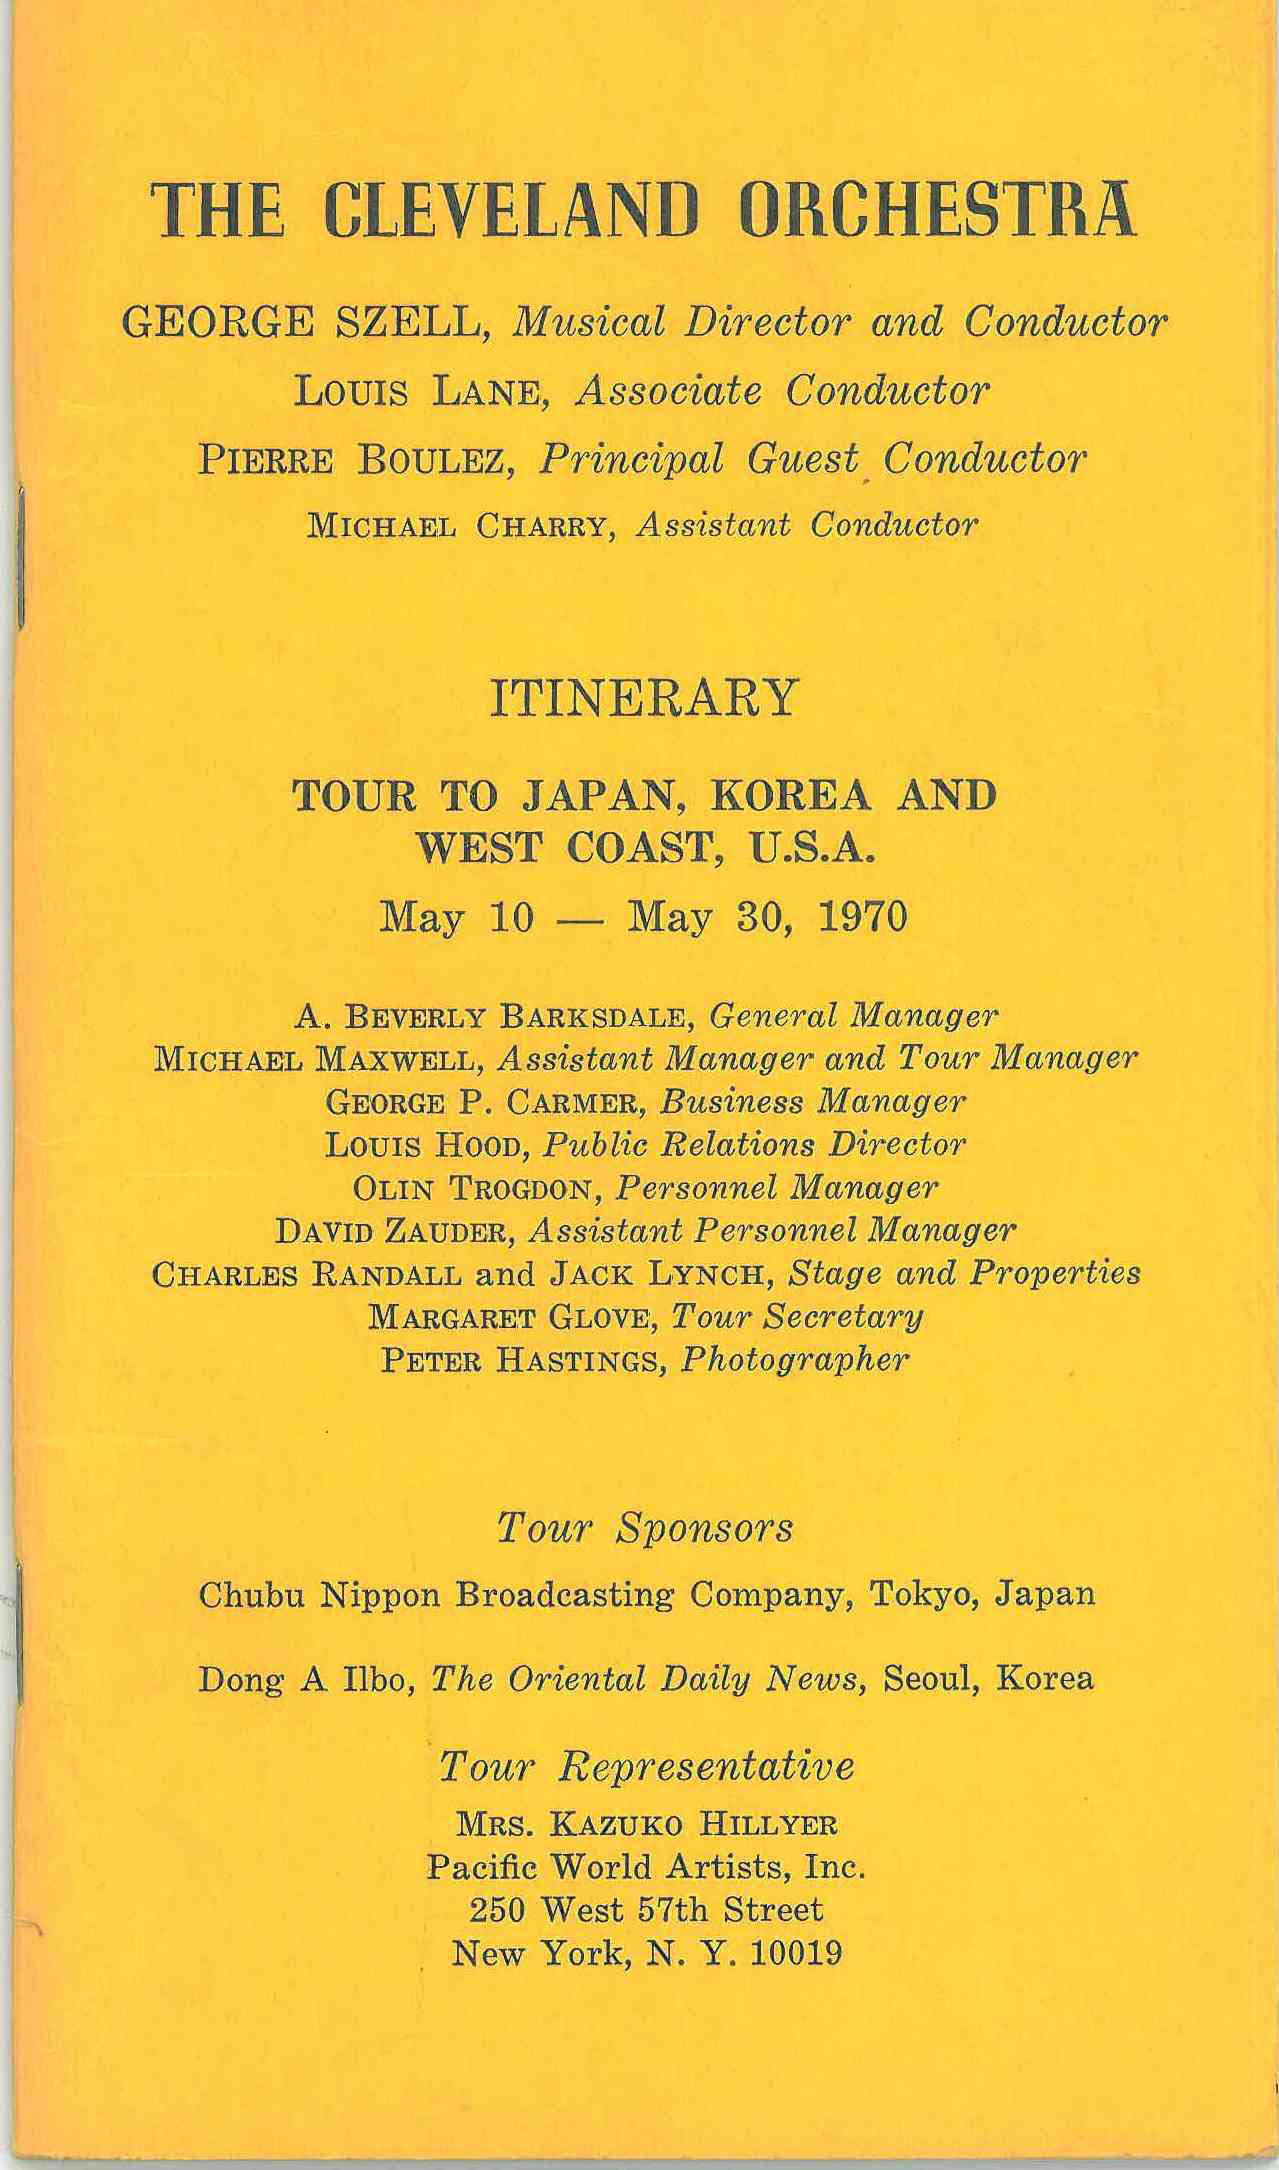 THE CLEVELAND ORCHESTRA
GEORGE SZELL, Musical Director and Conductor
LOUIS LANE, Associate Conductor
PIERRE BOULEZ, Principal Guest Conductor
MICHAEL CHARRY, Assistant Conductor
ITINERARY
TOUR TO JAPAN, KOREA AND
WEST COAST, U.S.A.
May 10 — May 30, 1970
A. BEVERLY BARKSDALE, General Manager
MICHAEL MAXWELL, Assistant Manager and Tour Manager
GEORGE P. CARMER, Business Manager
LOUIS HOOD, Public Relations Director
OLIN TROGDON, Personnel Manager
DAVID ZAUDER, Assistant Personnel Manager
CHARLES RANDALL and JACK LYNCH, Stage and Properties
MARGARET GLOVE, Tour Secretary
PETER HASTINGS, Photographer
Tour Sponsors
Chubu Nippon Broadcasting Company, Tokyo, Japan
Dong A Ilbo, The Oriental Daily News, Seoul, Korea
Tour Representative
MRS. KAZUKO HILLYER
Pacific World Artists, Inc.
250 West 57th Street
New York, N. Y. 10019